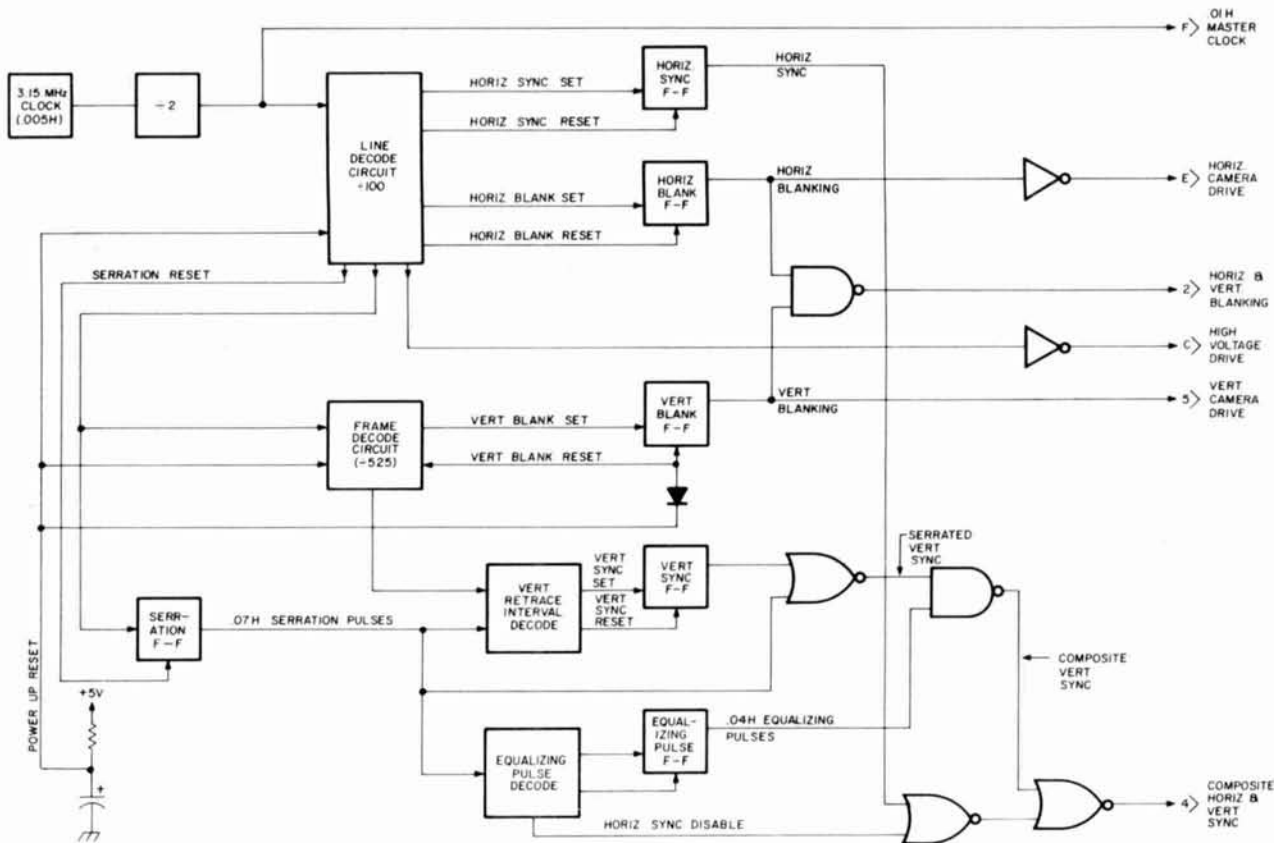 F
.01H
MASTER
CLOCK
3.15 MHz
CLOCK
(.005H)
÷2
LINE
DECODE
CIRCUIT
÷100
HORIZ SYNC SET
HORIZ SYNC RESET
HORIZ
SYNC
F-F
HORIZ
SYNC
HORIZ BLANK SET
HORIZ BLANK RESET
HORIZ
BLANK
F-F
HORIZ
BLANKING
E
HORIZ.
CAMERA
DRIVE
SERRATION RESET
2
HORIZ &
VERT
BLANKING
C
HIGH
VOLTAGE
DRIVE
FRAME
DECODE
CIRCUIT
(-525)
VERT BLANK SET
VERT BLANK RESET
VERT
BLANK
F-F
VERT
BLANKING
5
VERT
CAMERA
DRIVE
SERRATED
VERT
SYNC
VERT
RETRACE
INTERVAL
DECODE
VERT
SYNC
SET
VERT
SYNC
RESET
VERT
SYNC
F-F
SERR-
ATION
F-F
.07H SERRATION PULSES
COMPOSITE
VERT
SYNC
POWER UP RESET
+5V
+
EQUALIZING
PULSE
DECODE
EQUAL-
IZING
PULSE
F-F
.04H EQUALIZING
PULSES
HORIZ SYNC DISABLE
4
COMPOSITE
HORIZ &
VERT
SYNC